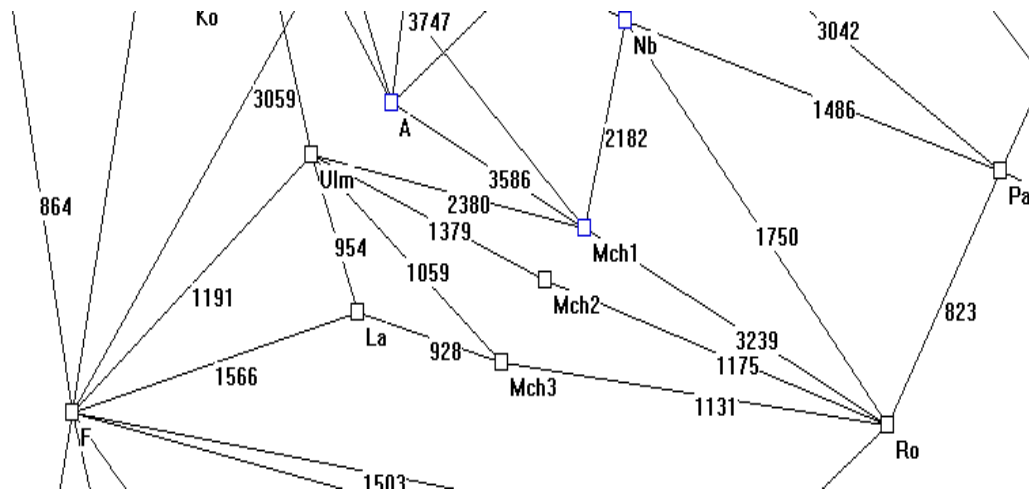 Ko
3747
Nb
3042
3059
A
1486
2182
3586
Ulm
Pa
2380
864
1379
1750
954
Mch1
1059
1191
Mch2
823
La
3239
928
1175
1566
Mch3
1131
F
Ro
1503